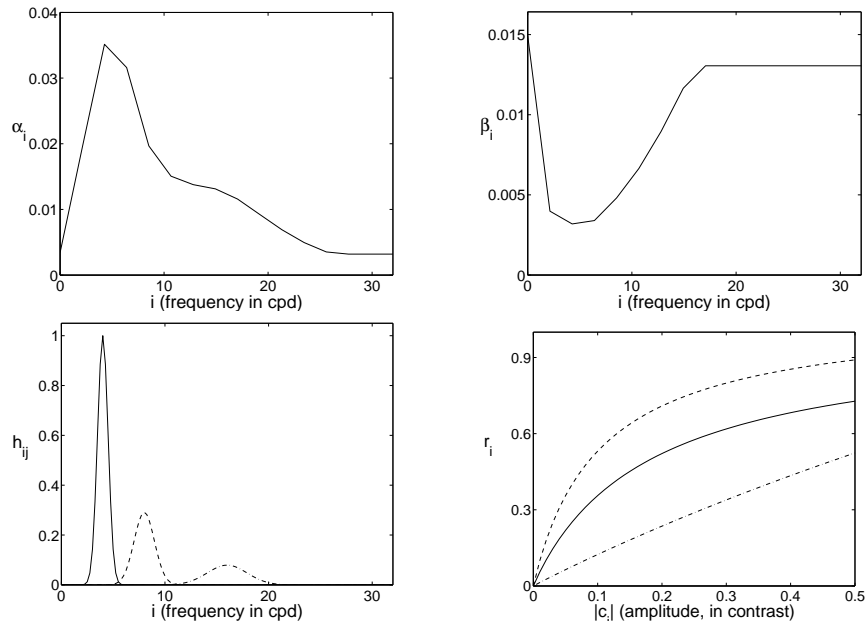 0.04
0.03
0.02
0.01
0
α_i
0 10 20 30
i (frequency in cpd)
0.015
0.01
0.005
0
β_i
0 10 20 30
i (frequency in cpd)
1
0.8
0.6
0.4
0.2
0
h_ij
0 5 10 15 20 25 30
i (frequency in cpd)
0.9
0.6
0.3
0
r_i
0 0.1 0.2 0.3 0.4 0.5
|c_i| (amplitude, in contrast)